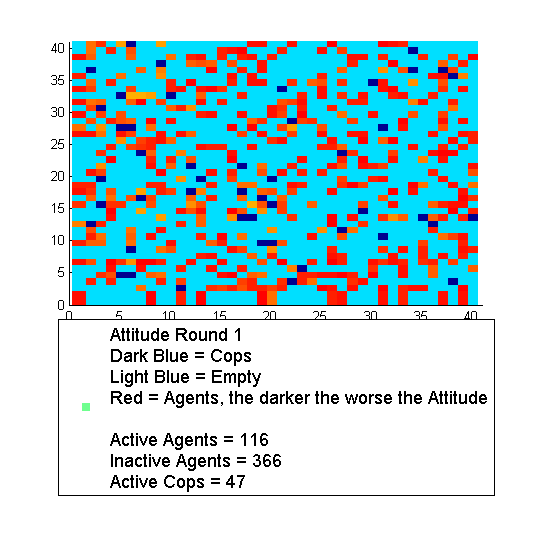 40
35
30
25
20
15
10
5
0
0 5 10 15 20 25 30 35 40
Attitude Round 1
Dark Blue = Cops
Light Blue = Empty
Red = Agents, the darker the worse the Attitude
Active Agents = 116
Inactive Agents = 366
Active Cops = 47